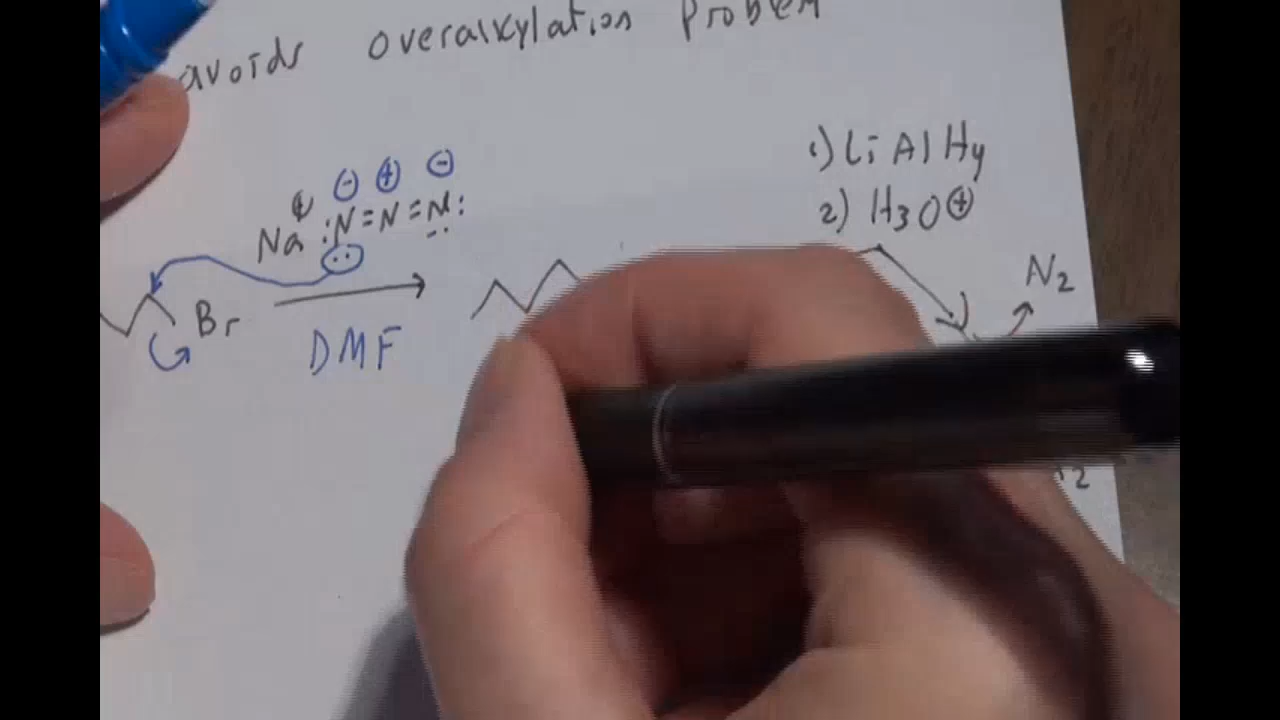 avoids overalkylation problem
1) LiAlH4
2) H3O⊕
⊖ ⊕ ⊖
Na⊕ :N=N=N:
N2
Br
DMF